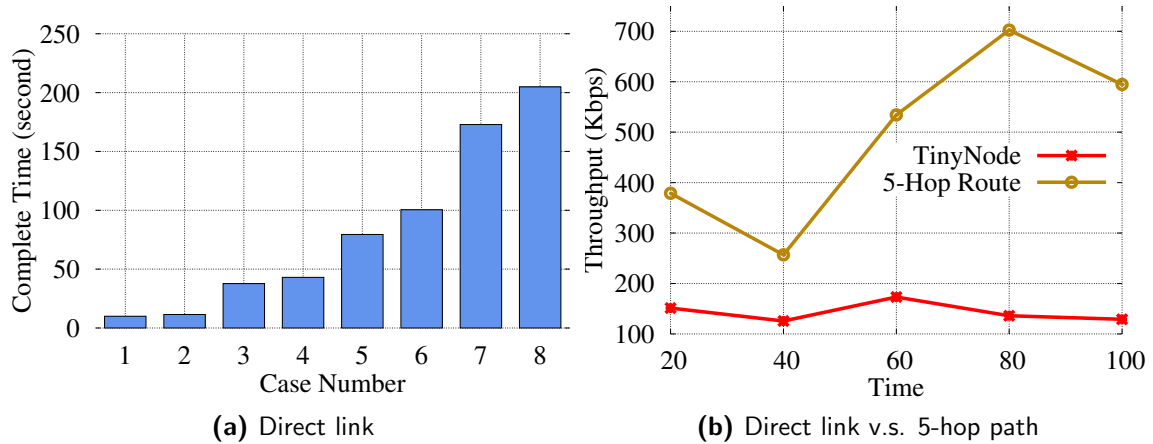 Complete Time (second)
250
200
150
100
50
0
1 2 3 4 5 6 7 8
Case Number
(a) Direct link
Throughput (Kbps)
700
600
500
400
300
200
100
TinyNode
5-Hop Route
20 40 60 80 100
Time
(b) Direct link v.s. 5-hop path